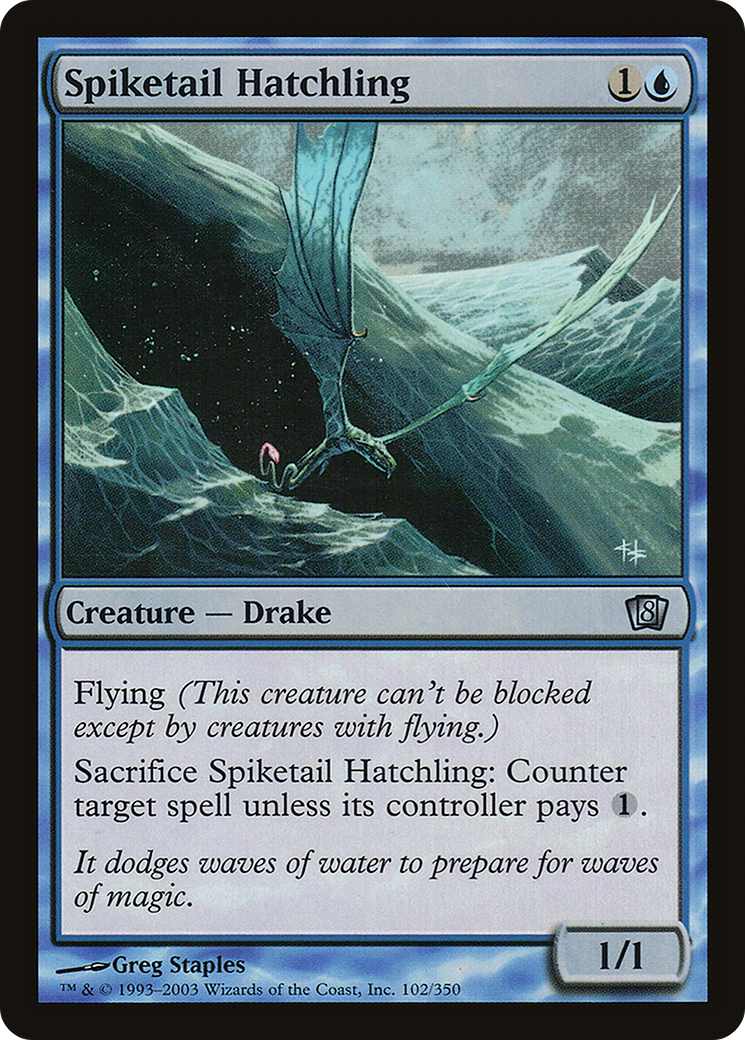 Spiketail Hatchling 1
Creature — Drake 8
Flying (This creature can't be blocked
except by creatures with flying.)
Sacrifice Spiketail Hatchling: Counter
target spell unless its controller pays 1.
It dodges waves of water to prepare for waves
of magic.
1/1
Greg Staples
™ & © 1993–2003 Wizards of the Coast, Inc. 102/350